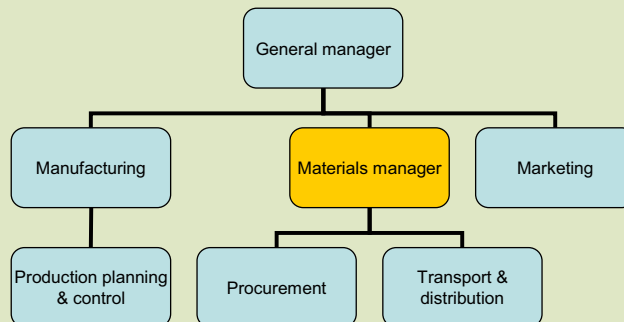 General manager
Manufacturing
Materials manager
Marketing
Production planning
& control
Procurement
Transport &
distribution